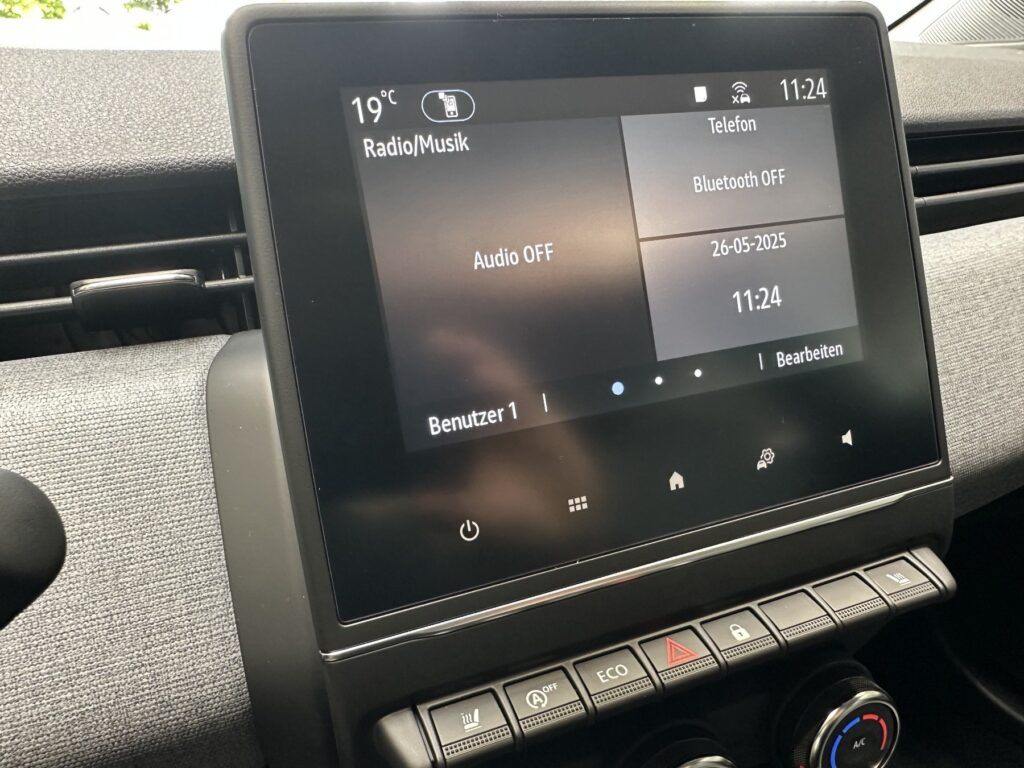 19°C
11:24
Radio/Musik
Telefon
Bluetooth OFF
Audio OFF
26-05-2025
11:24
Benutzer 1
Bearbeiten
A OFF
ECO
A/C